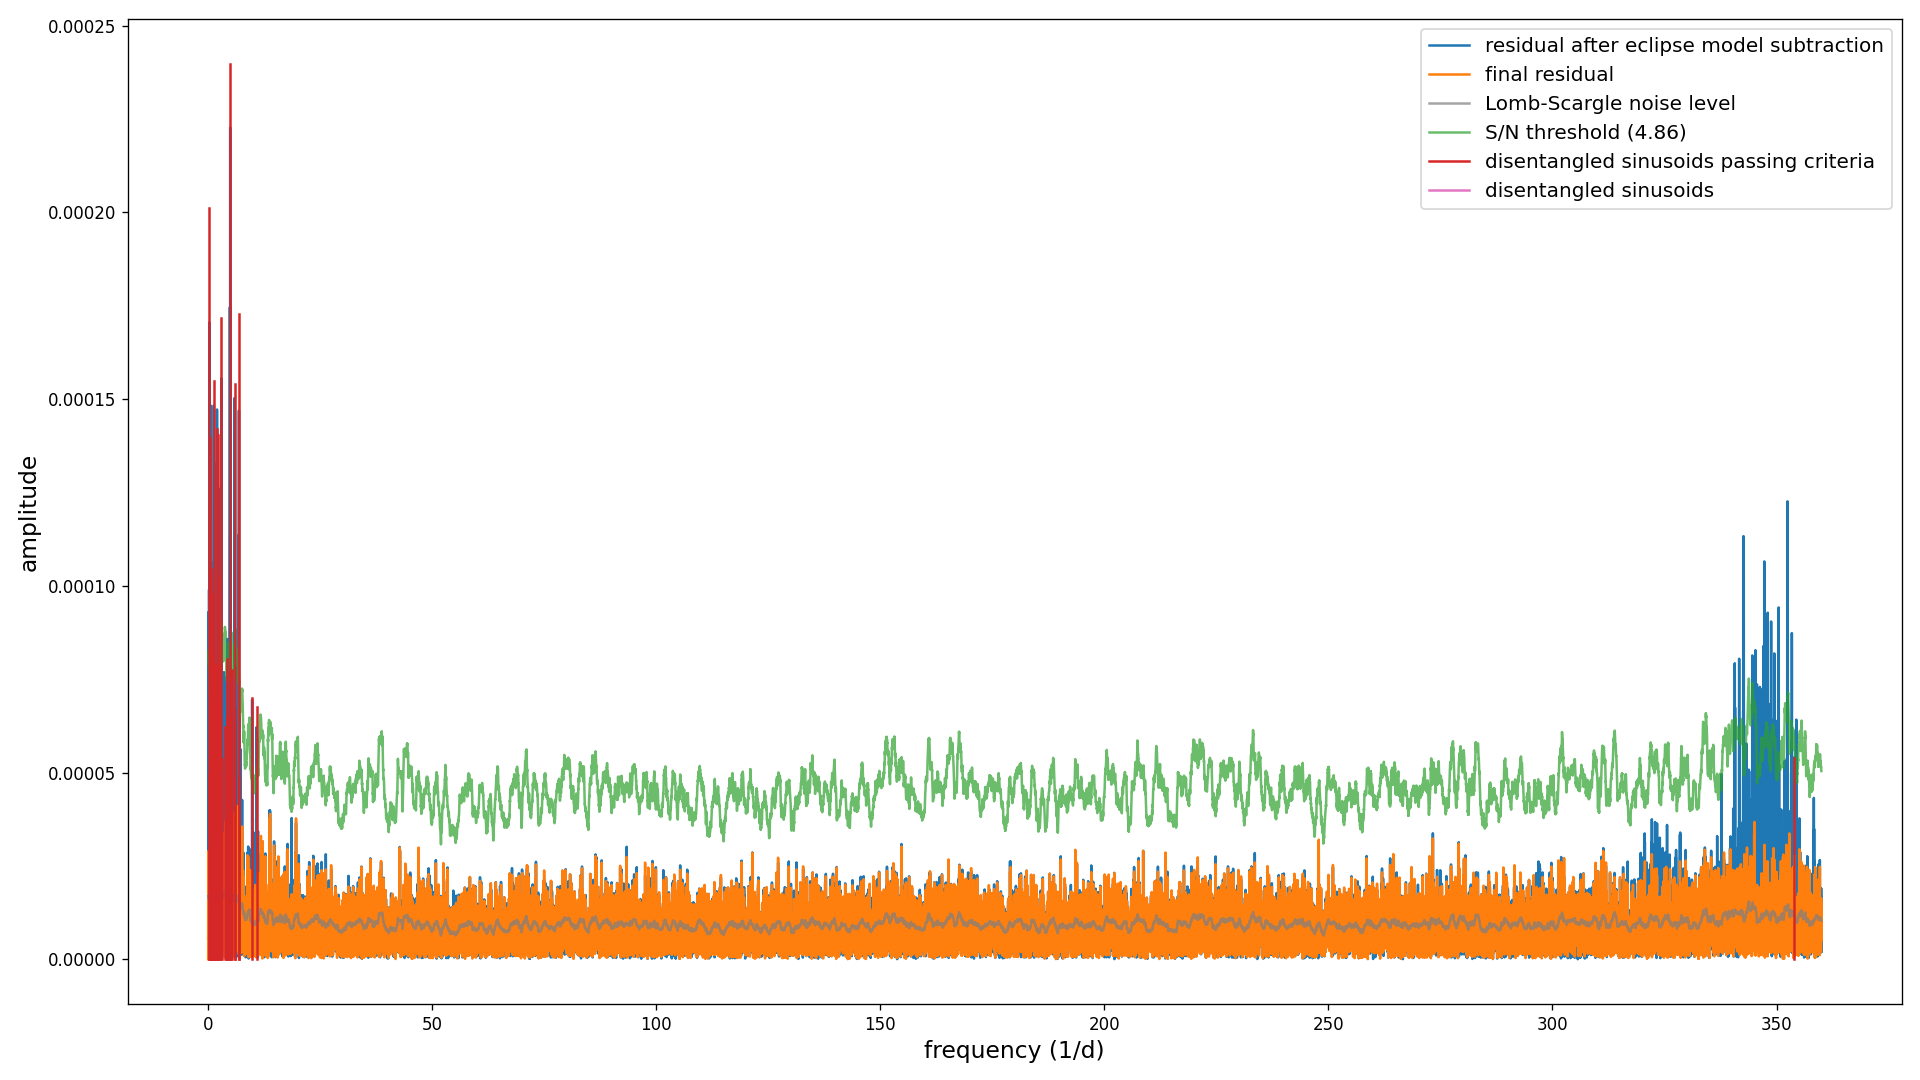 0.00025
0.00020
0.00015
0.00010
0.00005
0.00000
amplitude
residual after eclipse model subtraction
final residual
Lomb-Scargle noise level
S/N threshold (4.86)
disentangled sinusoids passing criteria
disentangled sinusoids
0 50 100 150 200 250 300 350
frequency (1/d)